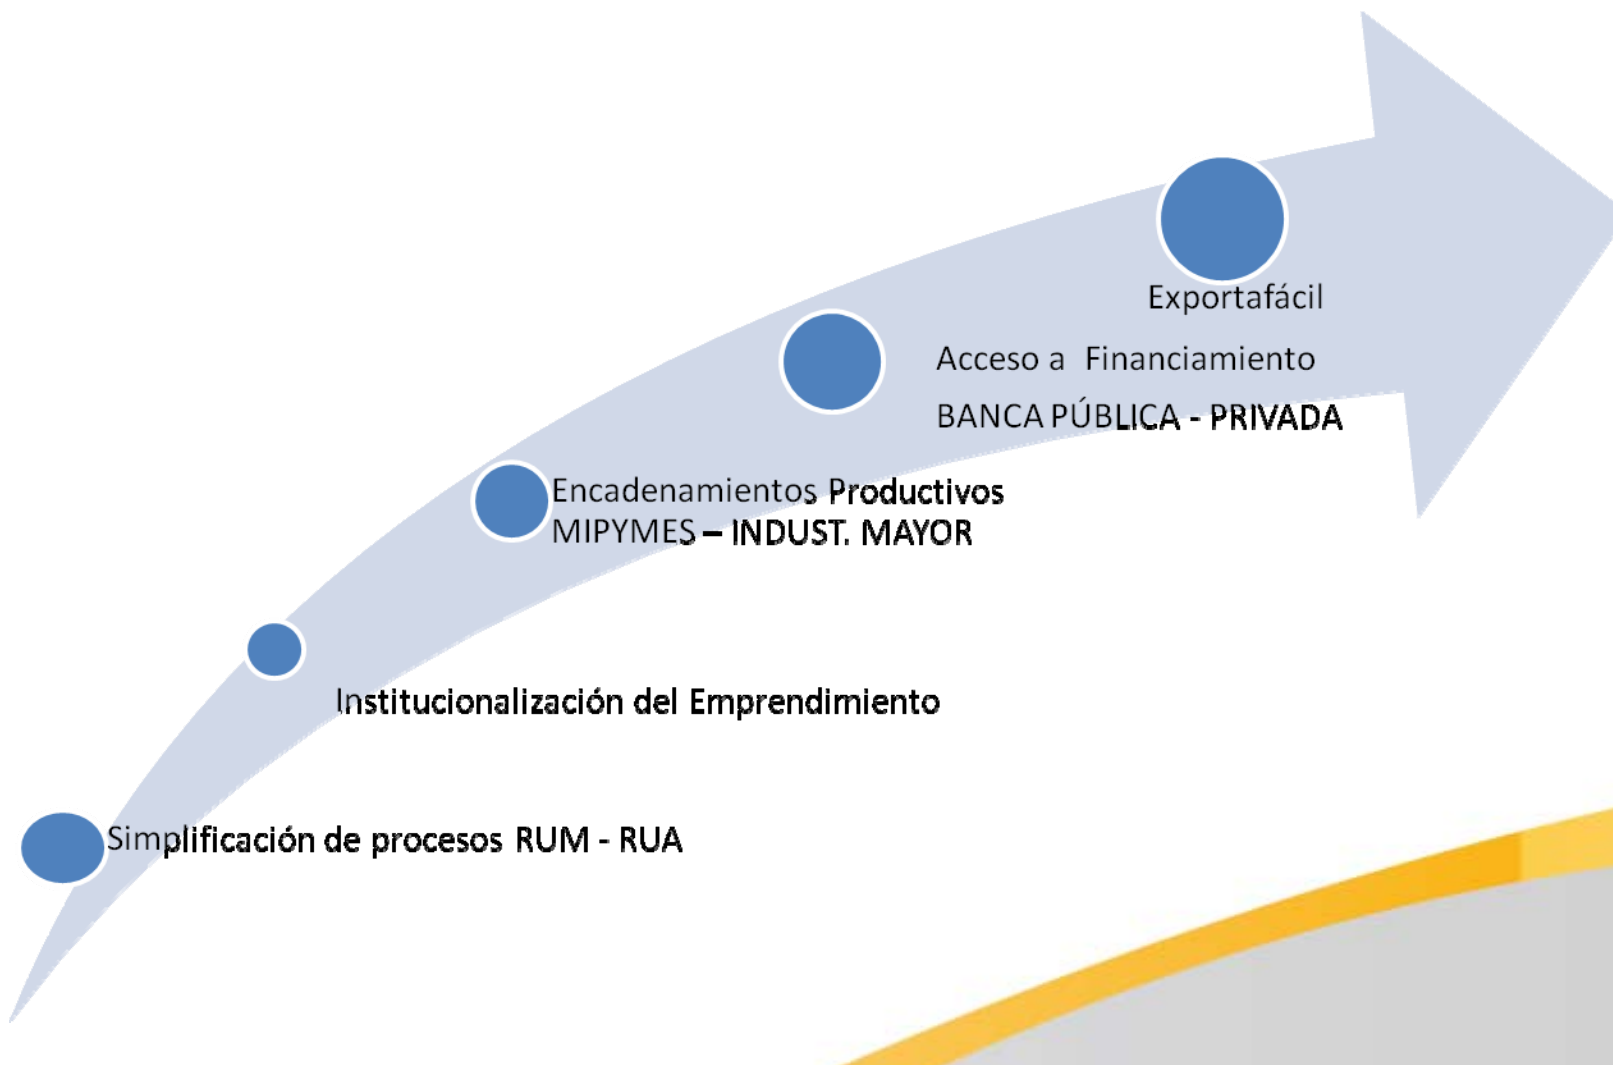 Exportafácil
Acceso a Financiamiento
BANCA PÚBLICA - PRIVADA
Encadenamientos Productivos
MIPYMES – INDUST. MAYOR
Institucionalización del Emprendimiento
Simplificación de procesos RUM - RUA